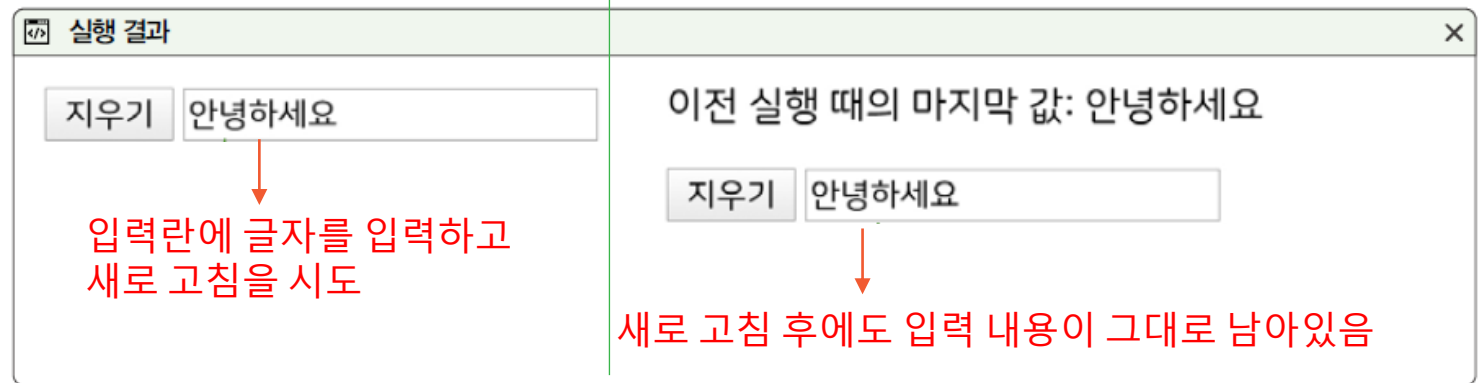 실행 결과
지우기 안녕하세요
입력란에 글자를 입력하고
새로 고침을 시도
이전 실행 때의 마지막 값: 안녕하세요
지우기 안녕하세요
새로 고침 후에도 입력 내용이 그대로 남아있음